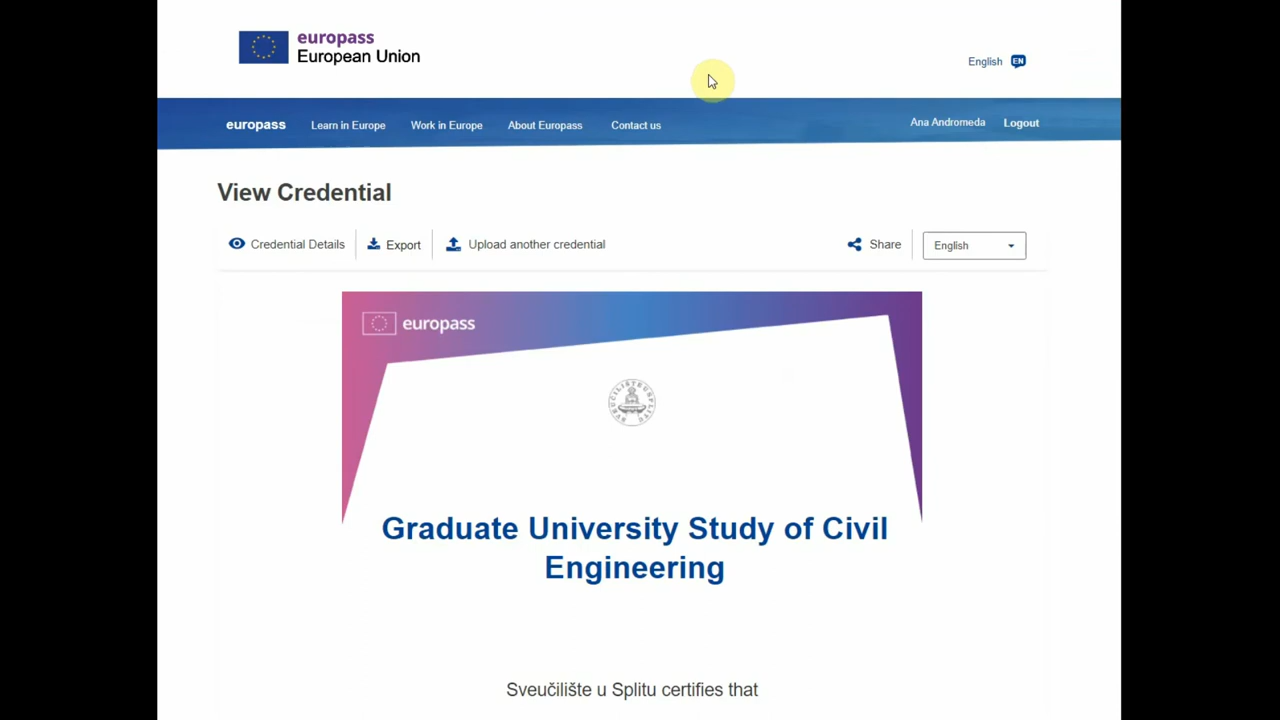 europass
European Union
English EN
europass Learn in Europe Work in Europe About Europass Contact us Ana Andromeda Logout
View Credential
Credential Details Export Upload another credential Share English
europass
SVEUČILIŠTE U SPLITU
Graduate University Study of Civil
Engineering
Sveučilište u Splitu certifies that